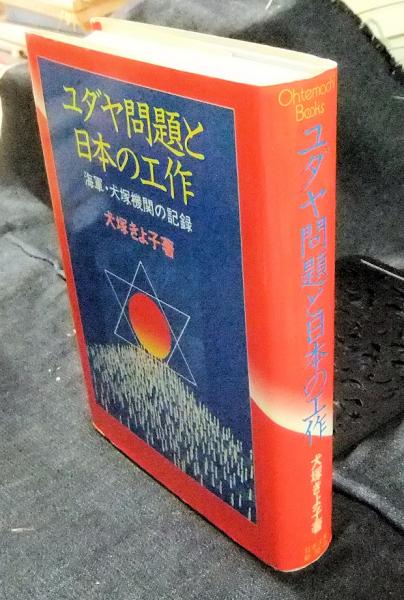 ユダヤ問題と
日本の工作
海軍・犬塚機関の記録
犬塚きよ子著
Ohtemochi
Books
ユダヤ問題と日本の工作
犬塚きよ子著